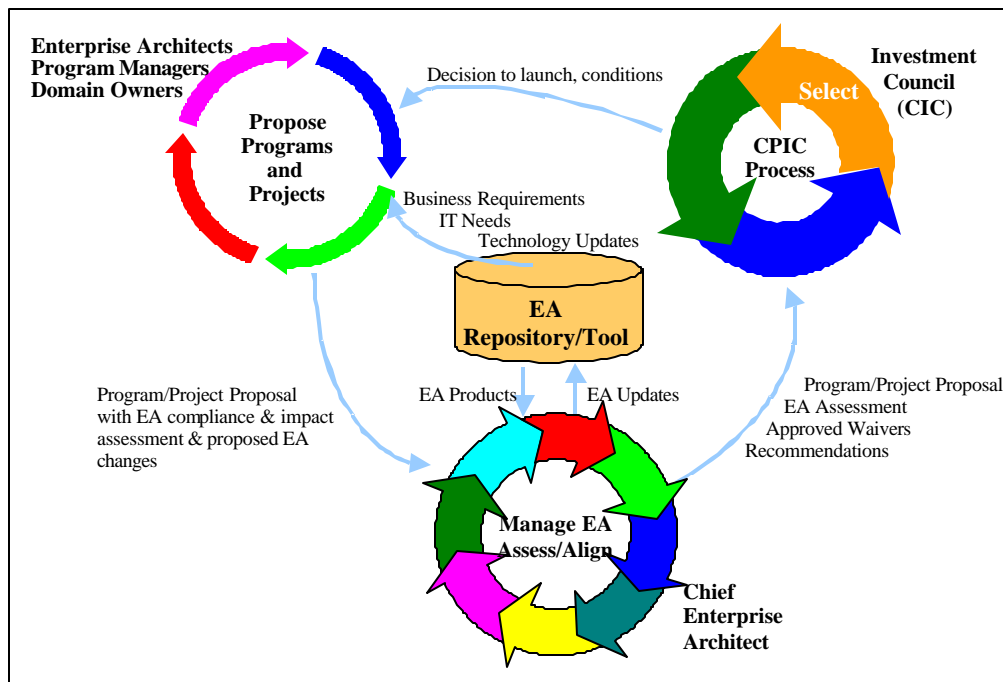 Enterprise Architects
Program Managers
Domain Owners
Propose
Programs
and
Projects
Decision to launch, conditions
Select
CPIC
Process
Investment
Council
(CIC)
Business Requirements
IT Needs
Technology Updates
EA
Repository/Tool
EA Products
EA Updates
Program/Project Proposal
with EA compliance & impact
assessment & proposed EA
changes
Program/Project Proposal
EA Assessment
Approved Waivers
Recommendations
Manage EA
Assess/Align
Chief
Enterprise
Architect